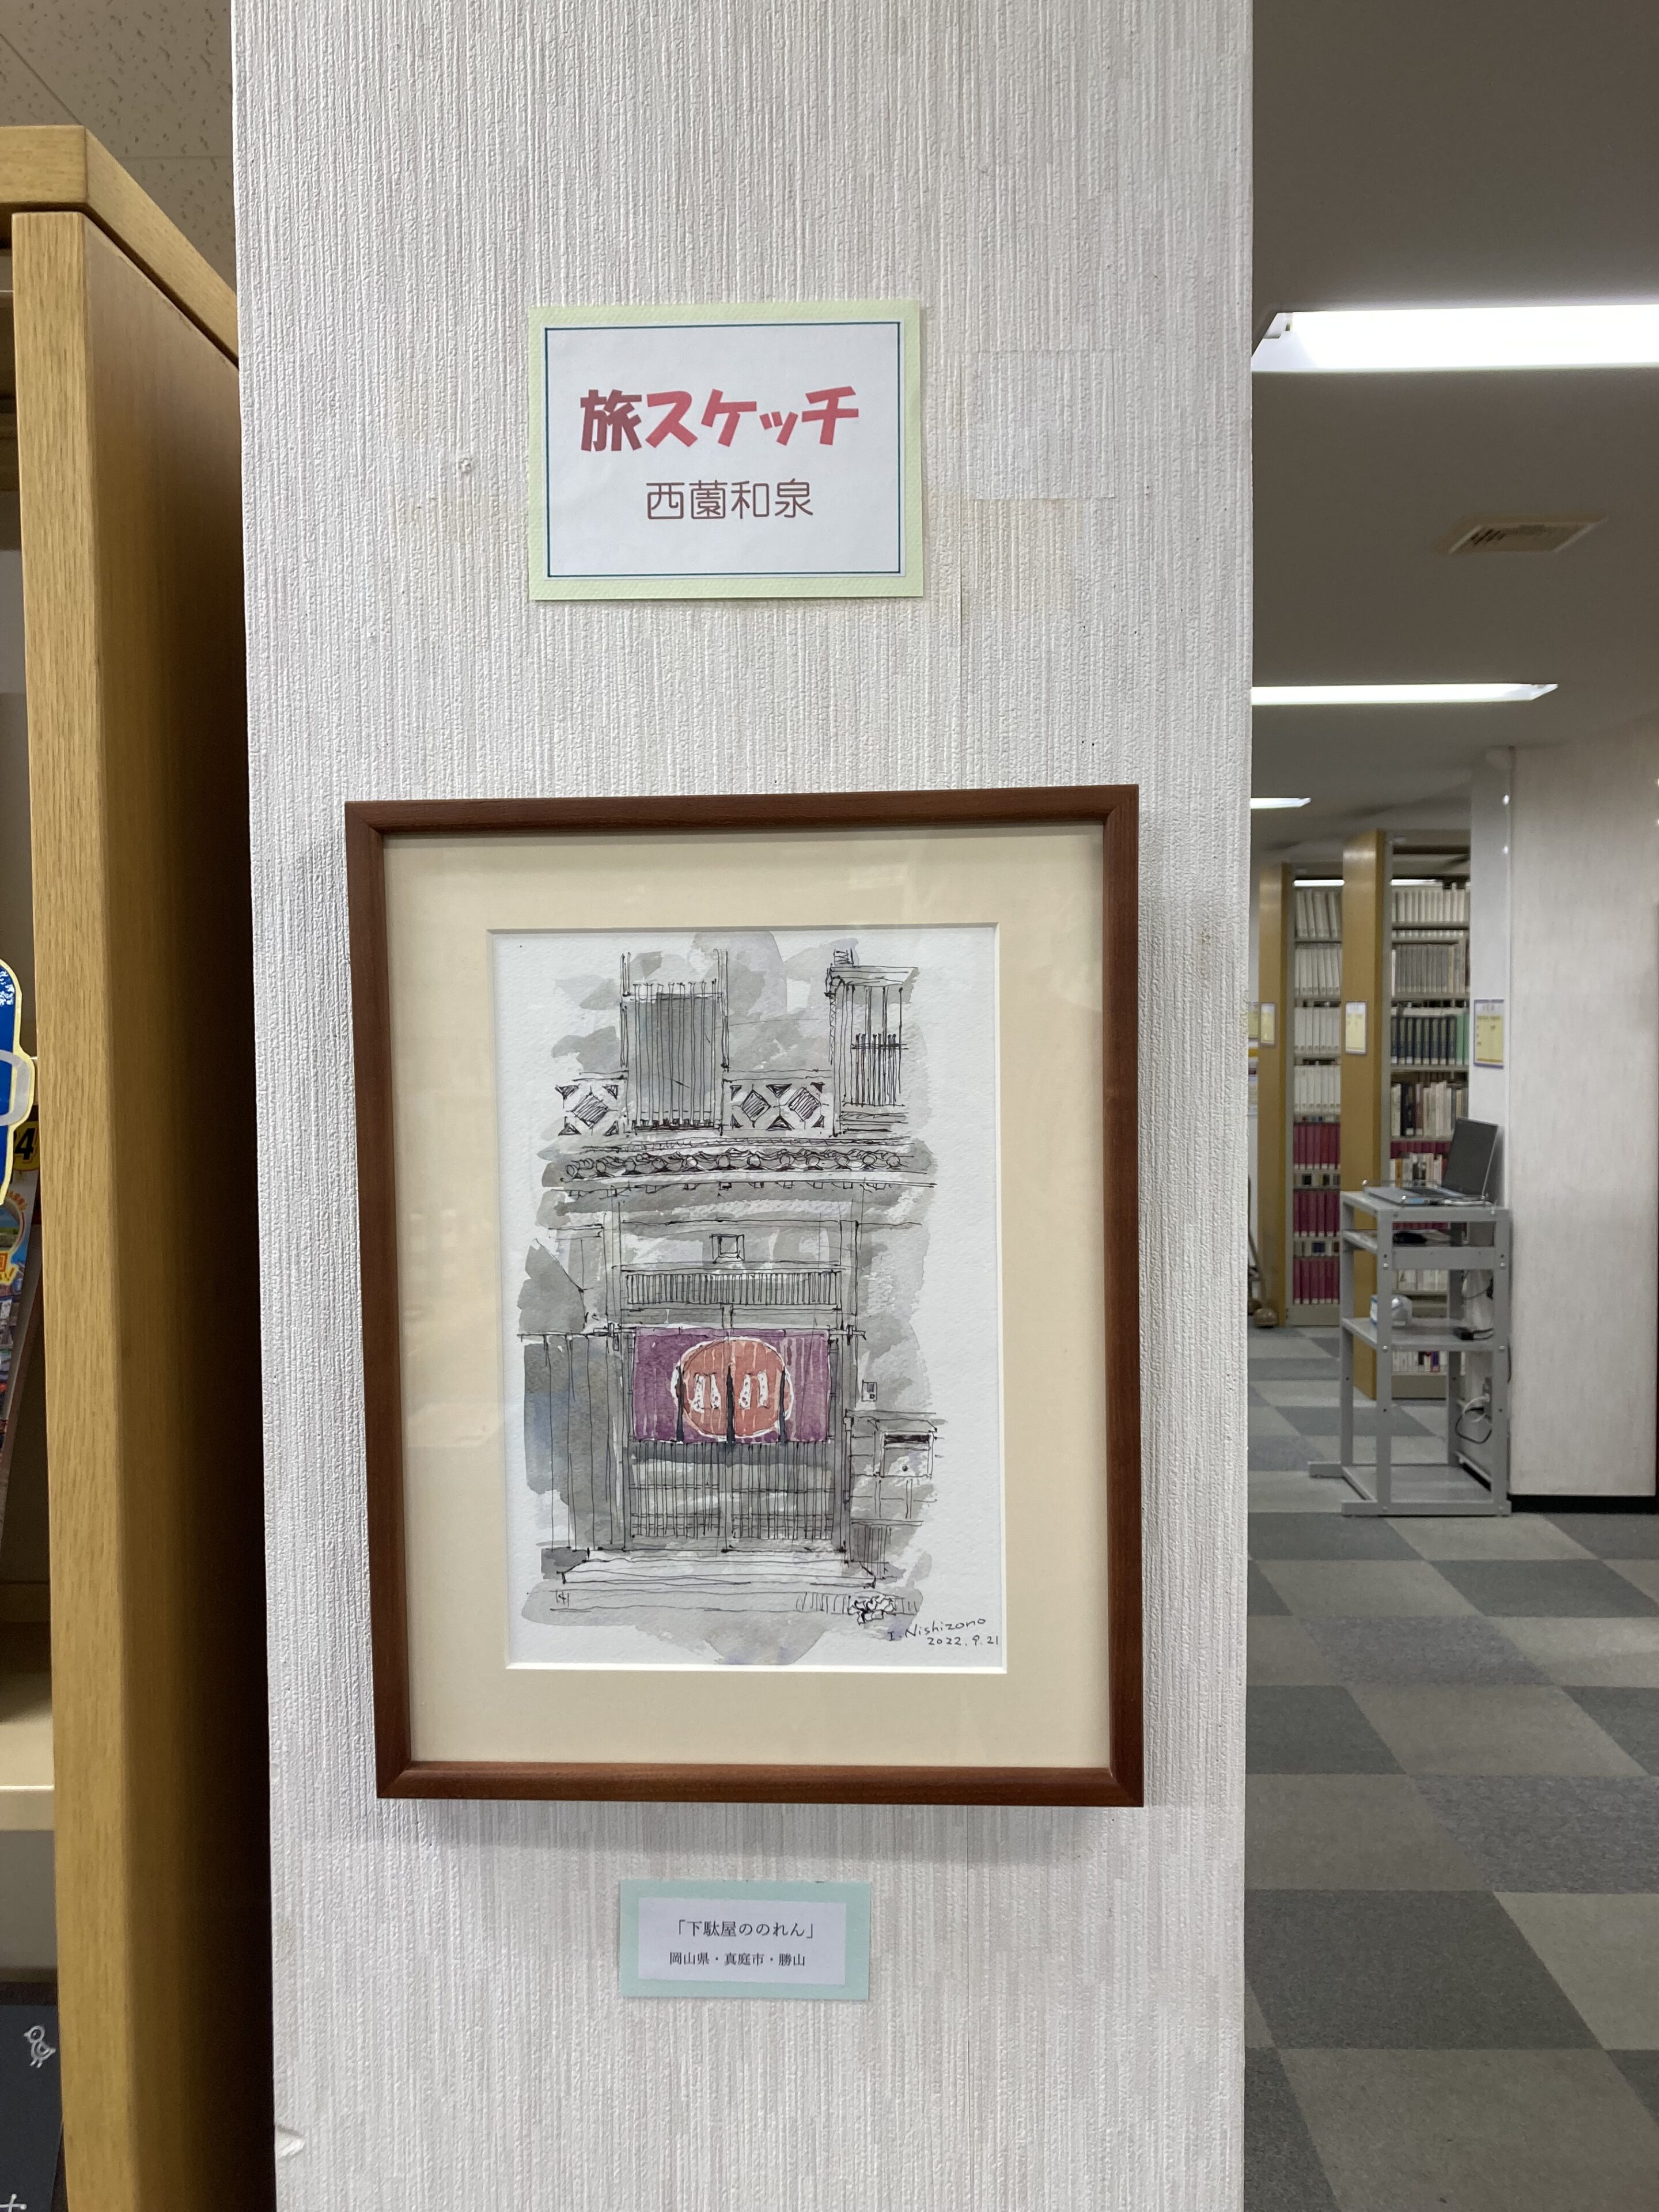 旅スケッチ
西薗和泉
I. Nishizono
2022.9.21
「下駄屋ののれん」
岡山県・真庭市・勝山